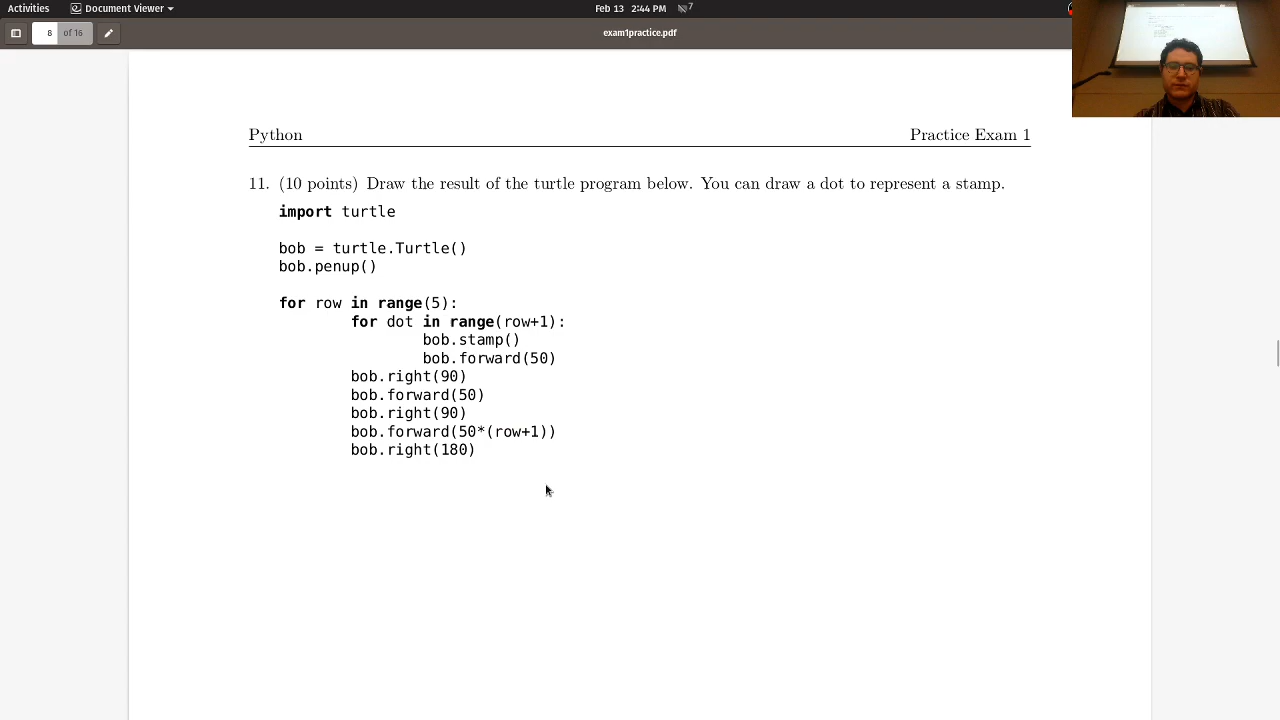 Activities
Document Viewer
Feb 13 2:44 PM
7
8 of 16
exam1practice.pdf
Python
Practice Exam 1
11. (10 points) Draw the result of the turtle program below. You can draw a dot to represent a stamp.
import turtle
bob = turtle.Turtle()
bob.penup()
for row in range(5):
        for dot in range(row+1):
                bob.stamp()
                bob.forward(50)
        bob.right(90)
        bob.forward(50)
        bob.right(90)
        bob.forward(50*(row+1))
        bob.right(180)